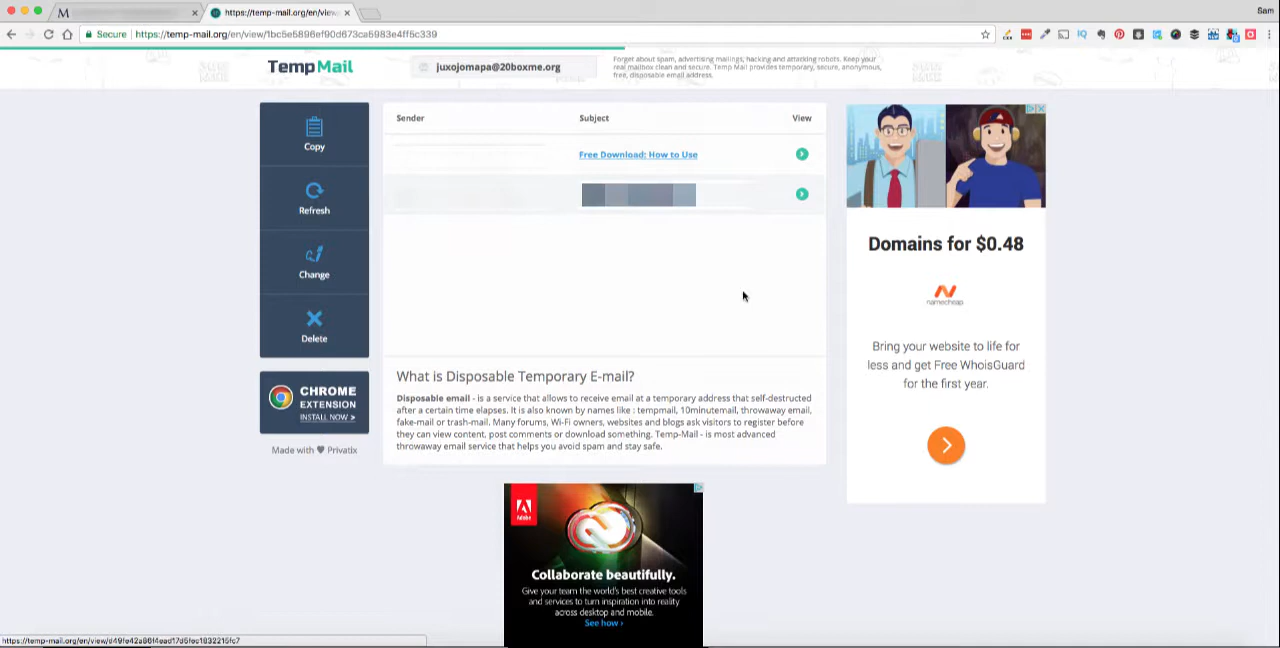 M
https://temp-mail.org/en/view
Sam
Secure
https://temp-mail.org/en/view/1bc5e5896ef90d673ca5983e4ff5c339
TempMail
juxojomapa@20boxme.org
Forget about spam, advertising mailings, hacking and attacking robots. Keep your
real mailbox clean and secure. Temp Mail provides temporary, secure, anonymous,
free, disposable email address.
Copy
Refresh
Change
Delete
CHROME
EXTENSION
INSTALL NOW >
Made with ♥ Privatix
Sender Subject View
Free Download: How to Use
What is Disposable Temporary E-mail?
Disposable email - is a service that allows to receive email at a temporary address that self-destructed
after a certain time elapses. It is also known by names like : tempmail, 10minutemail, throwaway email,
fake-mail or trash-mail. Many forums, Wi-Fi owners, websites and blogs ask visitors to register before
they can view content, post comments or download something. Temp-Mail - is most advanced
throwaway email service that helps you avoid spam and stay safe.
Domains for $0.48
namecheap
Bring your website to life for
less and get Free WhoisGuard
for the first year.
Adobe
Collaborate beautifully.
Give your team the world's best creative tools
and services to turn inspiration into reality
across desktop and mobile.
See how ›